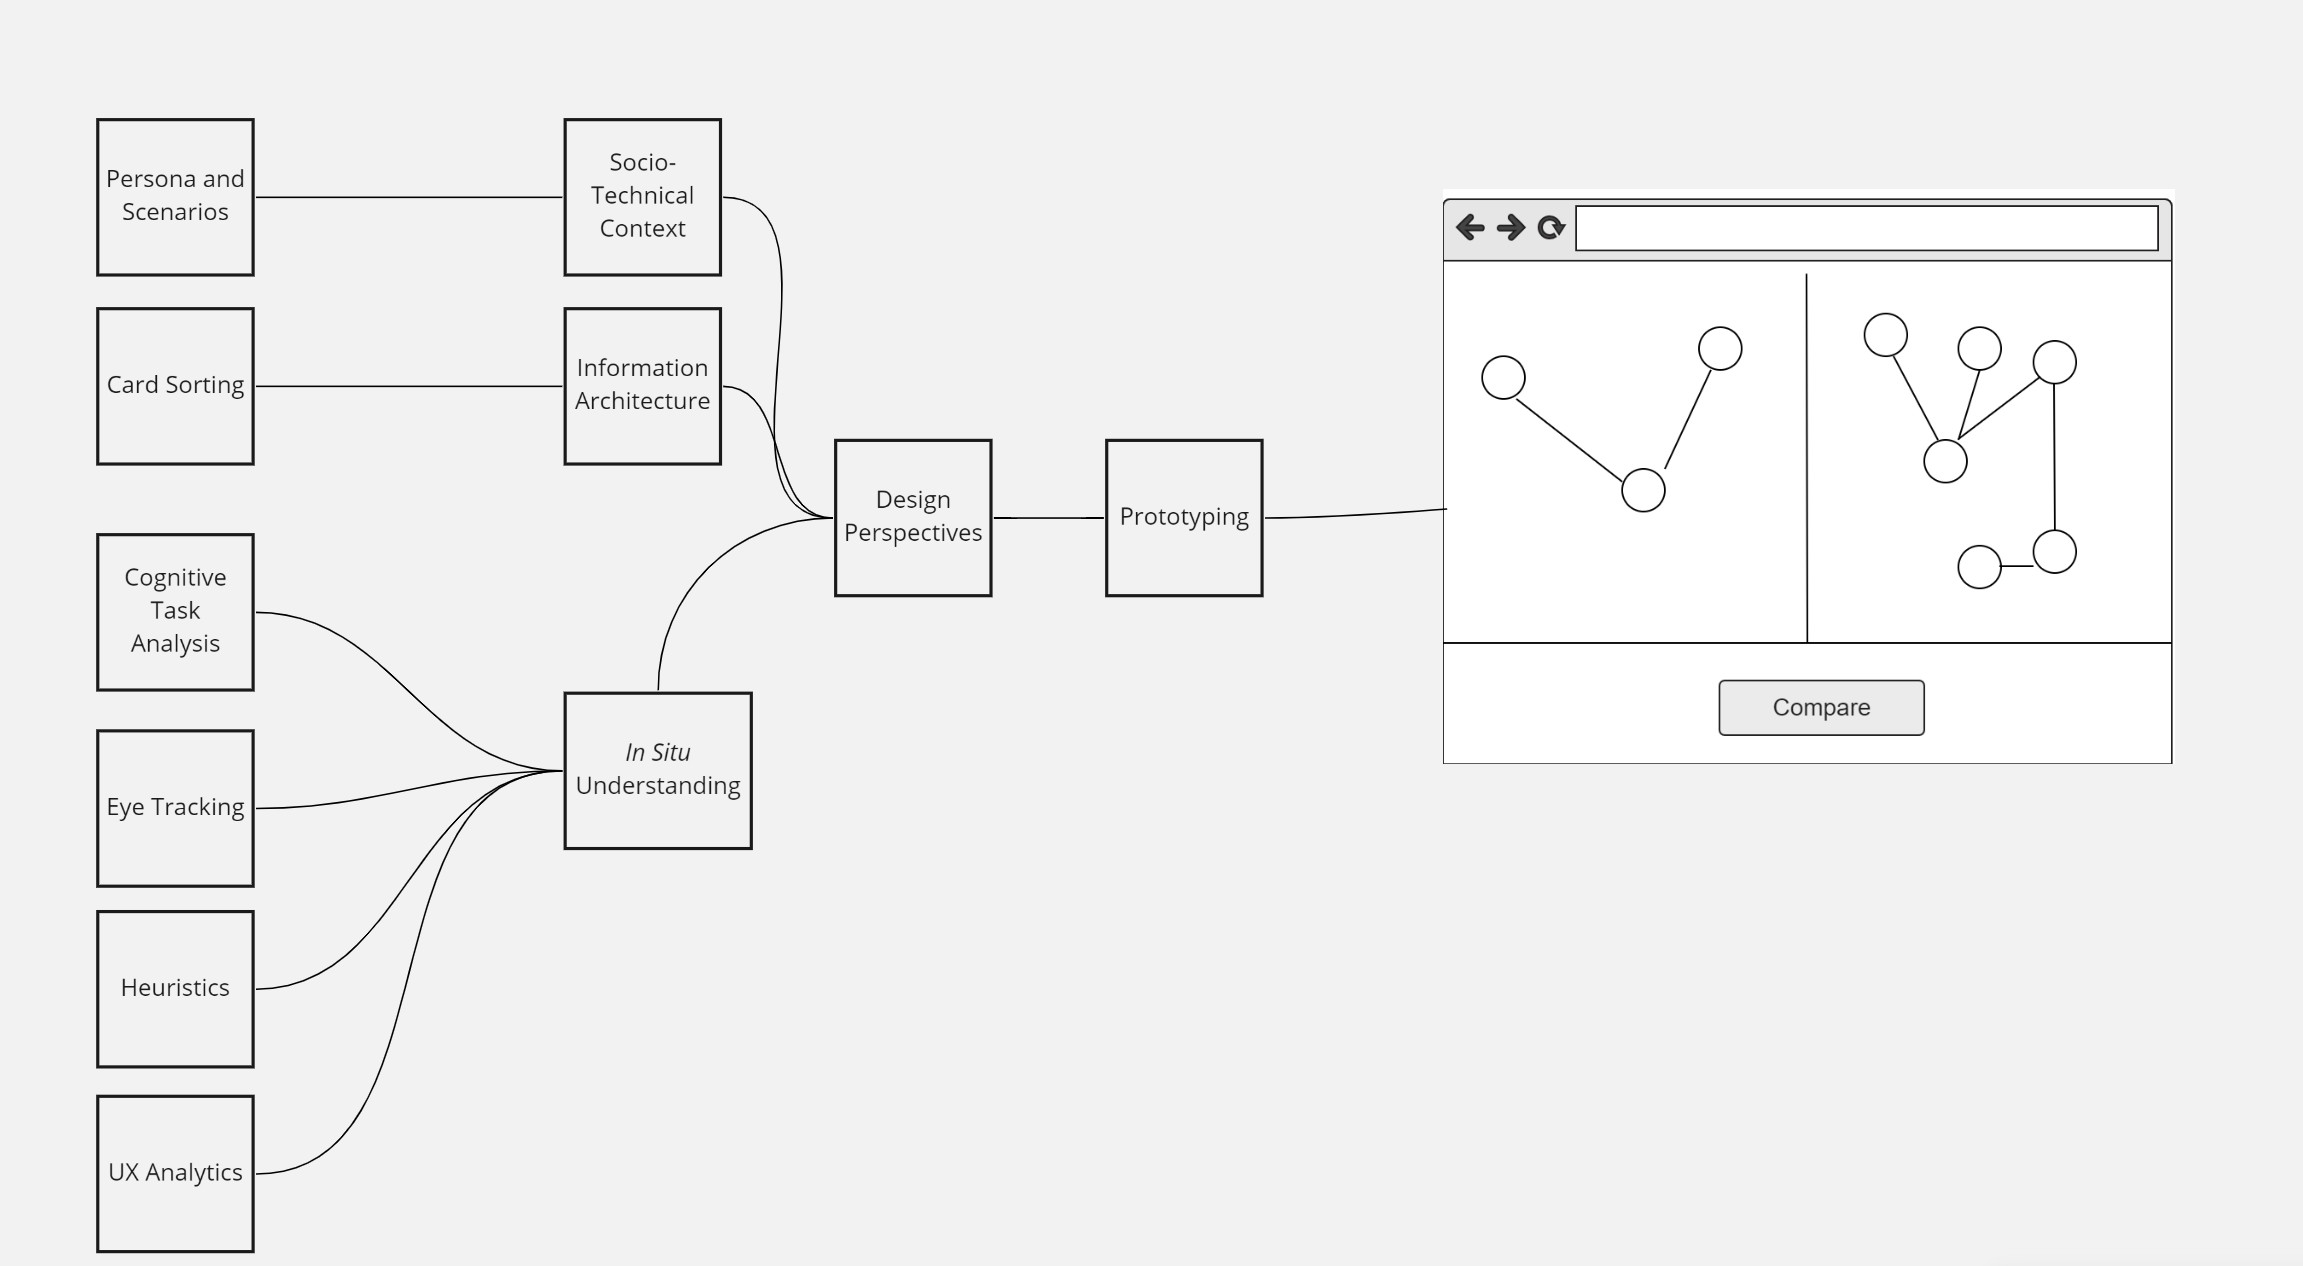 Persona and
Scenarios
Socio-
Technical
Context
Card Sorting
Information
Architecture
Design
Perspectives
Prototyping
Cognitive
Task
Analysis
In Situ
Understanding
Eye Tracking
Heuristics
UX Analytics
Compare